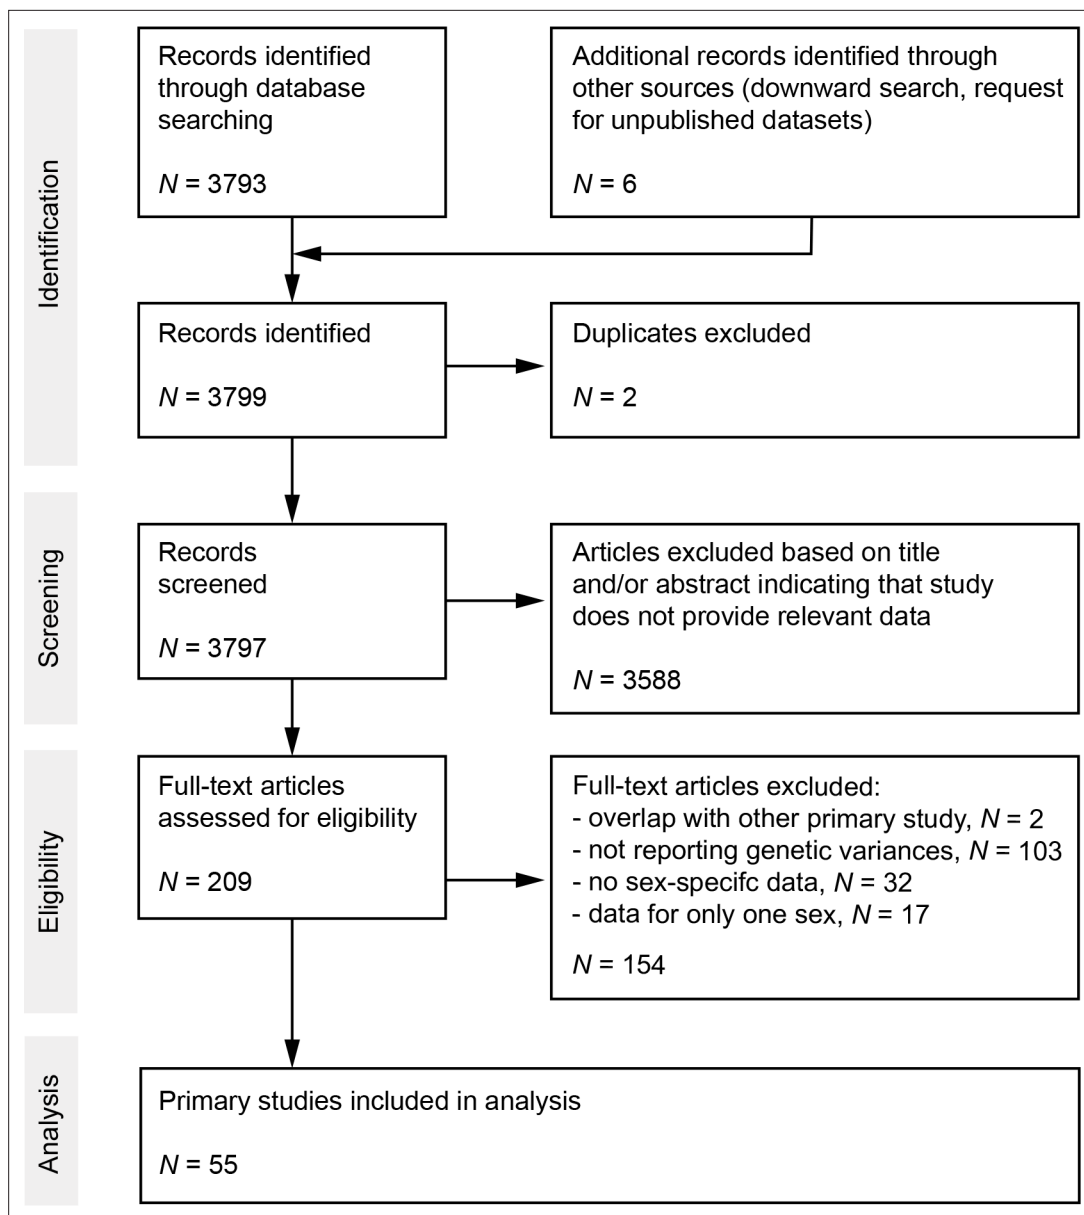 Identification
Records identified
through database
searching
N = 3793
Additional records identified through
other sources (downward search, request
for unpublished datasets)
N = 6
Records identified
N = 3799
Duplicates excluded
N = 2
Screening
Records
screened
N = 3797
Articles excluded based on title
and/or abstract indicating that study
does not provide relevant data
N = 3588
Eligibility
Full-text articles
assessed for eligibility
N = 209
Full-text articles excluded:
- overlap with other primary study, N = 2
- not reporting genetic variances, N = 103
- no sex-specifc data, N = 32
- data for only one sex, N = 17
N = 154
Analysis
Primary studies included in analysis
N = 55